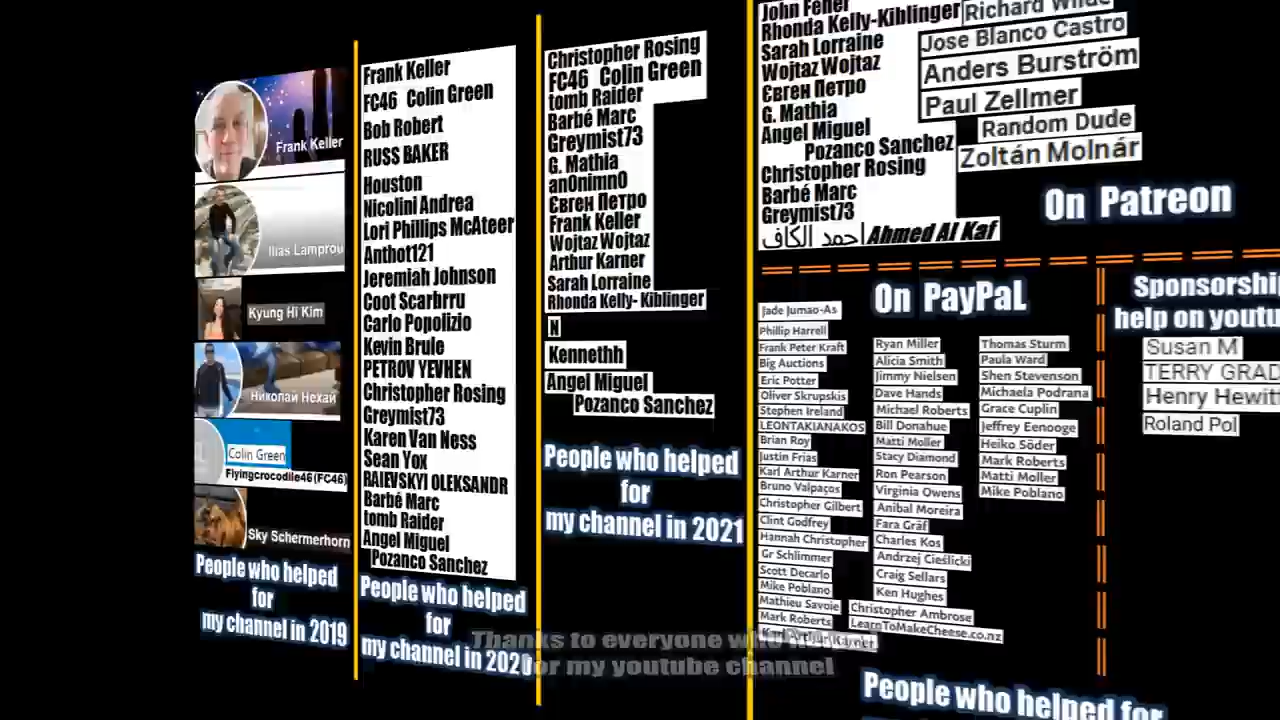 Frank Keller
Ilias Lamprou
Kyung Hi Kim
Николай Нехай
Colin Green
Flyingcrocodile46(FC46)
Sky Schermerhorn
People who helped
for
my channel in 2019
Frank Keller
FC46 Colin Green
Bob Robert
RUSS BAKER
Houston
Nicolini Andrea
Lori Phillips McAteer
Anthot121
Jeremiah Johnson
Coot Scarbrru
Carlo Popolizio
Kevin Brule
PETROV YEVHEN
Christopher Rosing
Greymist73
Karen Van Ness
Sean Yox
RAIEVSKYI OLEKSANDR
Barbé Marc
tomb Raider
Angel Miguel
Pozanco Sanchez
People who helped
for
my channel in 2020
Christopher Rosing
FC46 Colin Green
tomb Raider
Barbé Marc
Greymist73
G. Mathia
an0nimn0
Євген Петро
Frank Keller
Wojtaz Wojtaz
Arthur Karner
Sarah Lorraine
Rhonda Kelly- Kiblinger
N
Kennethh
Angel Miguel
Pozanco Sanchez
People who helped
for
my channel in 2021
John Feher
Rhonda Kelly-Kiblinger
Sarah Lorraine
Wojtaz Wojtaz
Євген Петро
G. Mathia
Angel Miguel
Pozanco Sanchez
Christopher Rosing
Barbé Marc
Greymist73
احمد الكاف Ahmed Al Kaf
Richard Wilde
Jose Blanco Castro
Anders Burström
Paul Zellmer
Random Dude
Zoltán Molnár
On Patreon
On PayPaL
Jade Jumao-As
Phillip Harrell
Frank Peter Kraft
Big Auctions
Eric Potter
Oliver Skrupskis
Stephen Ireland
LEONTAKIANAKOS
Brian Roy
Justin Frias
Karl Arthur Karner
Bruno Valpaços
Christopher Gilbert
Clint Godfrey
Hannah Christopher
Gr Schlimmer
Scott Decarlo
Mike Poblano
Mathieu Savoie
Mark Roberts
Karl Arthur Karner
Ryan Miller
Alicia Smith
Jimmy Nielsen
Dave Hands
Michael Roberts
Bill Donahue
Matti Moller
Stacy Diamond
Ron Pearson
Virginia Owens
Anibal Moreira
Fara Gräf
Charles Kos
Andrzej Cieślicki
Craig Sellars
Ken Hughes
Christopher Ambrose
LearnToMakeCheese.co.nz
Thomas Sturm
Paula Ward
Shen Stevenson
Michaela Podrana
Grace Cuplin
Jeffrey Eenooge
Heiko Söder
Mark Roberts
Matti Moller
Mike Poblano
Sponsorshi
help on youtu
Susan M
TERRY GRAD
Henry Hewitt
Roland Pol
People who helped for
Thanks to everyone who
for my youtube channel